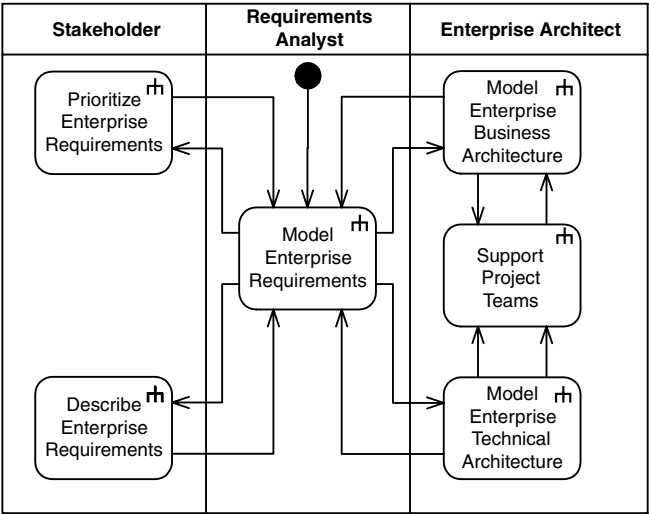 Stakeholder
Requirements
Analyst
Enterprise Architect
Prioritize
Enterprise
Requirements
Model
Enterprise
Business
Architecture
Model
Enterprise
Requirements
Support
Project
Teams
Describe
Enterprise
Requirements
Model
Enterprise
Technical
Architecture